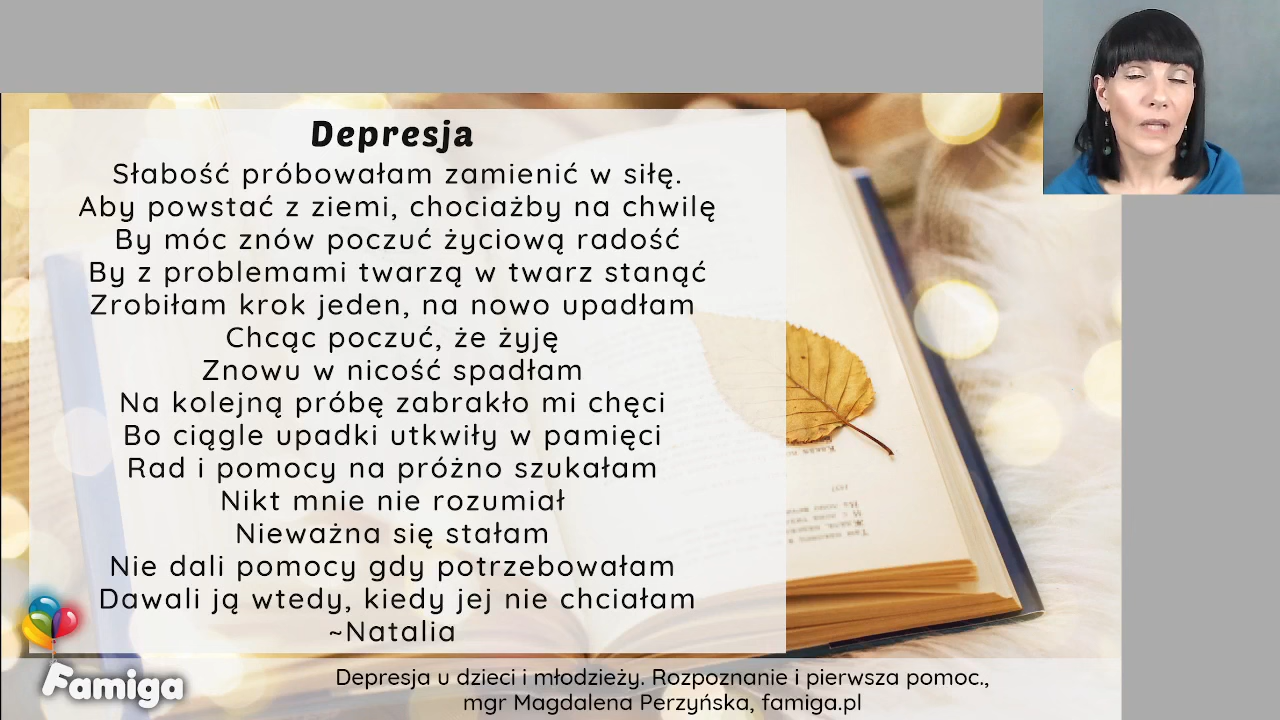 Depresja
Słabość próbowałam zamienić w siłę.
Aby powstać z ziemi, chociażby na chwilę
By móc znów poczuć życiową radość
By z problemami twarzą w twarz stanąć
Zrobiłam krok jeden, na nowo upadłam
Chcąc poczuć, że żyję
Znowu w nicość spadłam
Na kolejną próbę zabrakło mi chęci
Bo ciągle upadki utkwiły w pamięci
Rad i pomocy na próżno szukałam
Nikt mnie nie rozumiał
Nieważna się stałam
Nie dali pomocy gdy potrzebowałam
Dawali ją wtedy, kiedy jej nie chciałam
~Natalia
Famiga
Depresja u dzieci i młodzieży. Rozpoznanie i pierwsza pomoc.,
mgr Magdalena Perzyńska, famiga.pl